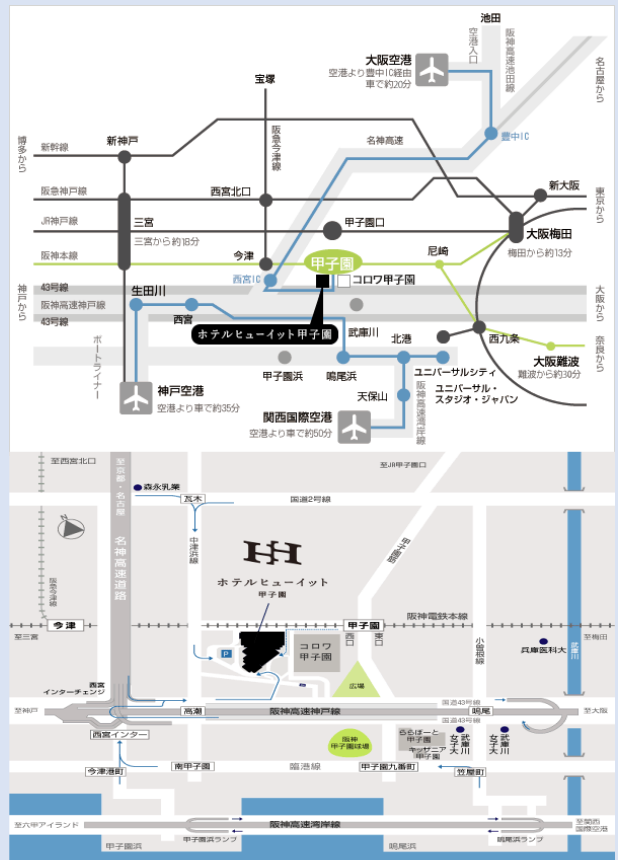 池田
大阪空港
空港より豊中IC経由
車で約20分
空港入口
阪神高速池田線
名古屋から
宝塚
阪急今津線
名神高速
豊中IC
博多から
新幹線
新神戸
阪急神戸線
西宮北口
新大阪
東京から
JR神戸線
三宮
三宮から約18分
甲子園口
大阪梅田
梅田から約13分
阪神本線
今津
甲子園
尼崎
西宮IC
コロワ甲子園
神戸から
43号線
阪神高速神戸線
43号線
生田川
西宮
ホテルヒューイット甲子園
武庫川
北港
西九条
大阪から
奈良から
大阪難波
難波から約30分
ポートライナー
甲子園浜
鳴尾浜
ユニバーサルシティ
ユニバーサル・
スタジオ・ジャパン
天保山
阪神高速湾岸線
神戸空港
空港より車で約35分
関西国際空港
空港より車で約50分
至西宮北口
至京都・名古屋
森永乳業
瓦木
国道2号線
至JR甲子園口
名神高速道路
中津浜線
甲子園筋
ホテルヒューイット
甲子園
阪急今津線
今津
甲子園
阪神電鉄本線
至三宮
至梅田
西口
東口
コロワ
甲子園
P
小曽根線
兵庫医科大
武庫川
西宮
インターチェンジ
広場
国道43号線
至神戸
高潮
阪神高速神戸線
鳴尾
至大阪
国道43号線
西宮インター
阪神
甲子園球場
ららぽーと
甲子園
キッザニア
甲子園
武庫川
女子大
武庫川
女子大
今津港町
南甲子園
臨港線
甲子園九番町
笠屋町
至六甲アイランド
甲子園浜ランプ
阪神高速湾岸線
鳴尾浜ランプ
至関西
国際空港
甲子園浜
鳴尾浜